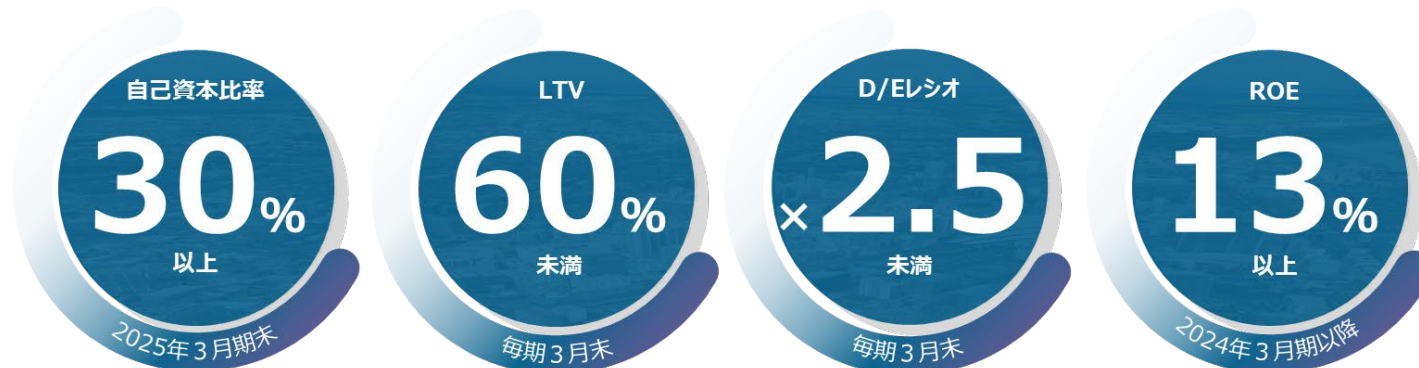 自己資本比率
30%
以上
2025年3月期末
LTV
60%
未満
毎期3月末
D/Eレシオ
×2.5
未満
毎期3月末
ROE
13%
以上
2024年3月期以降